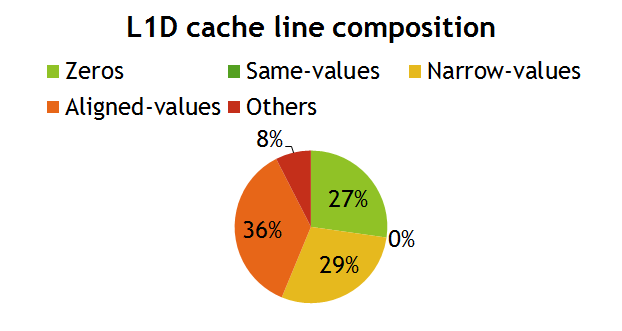 L1D cache line composition
Zeros Same-values Narrow-values
Aligned-values Others
8%
27%
36%
0%
29%